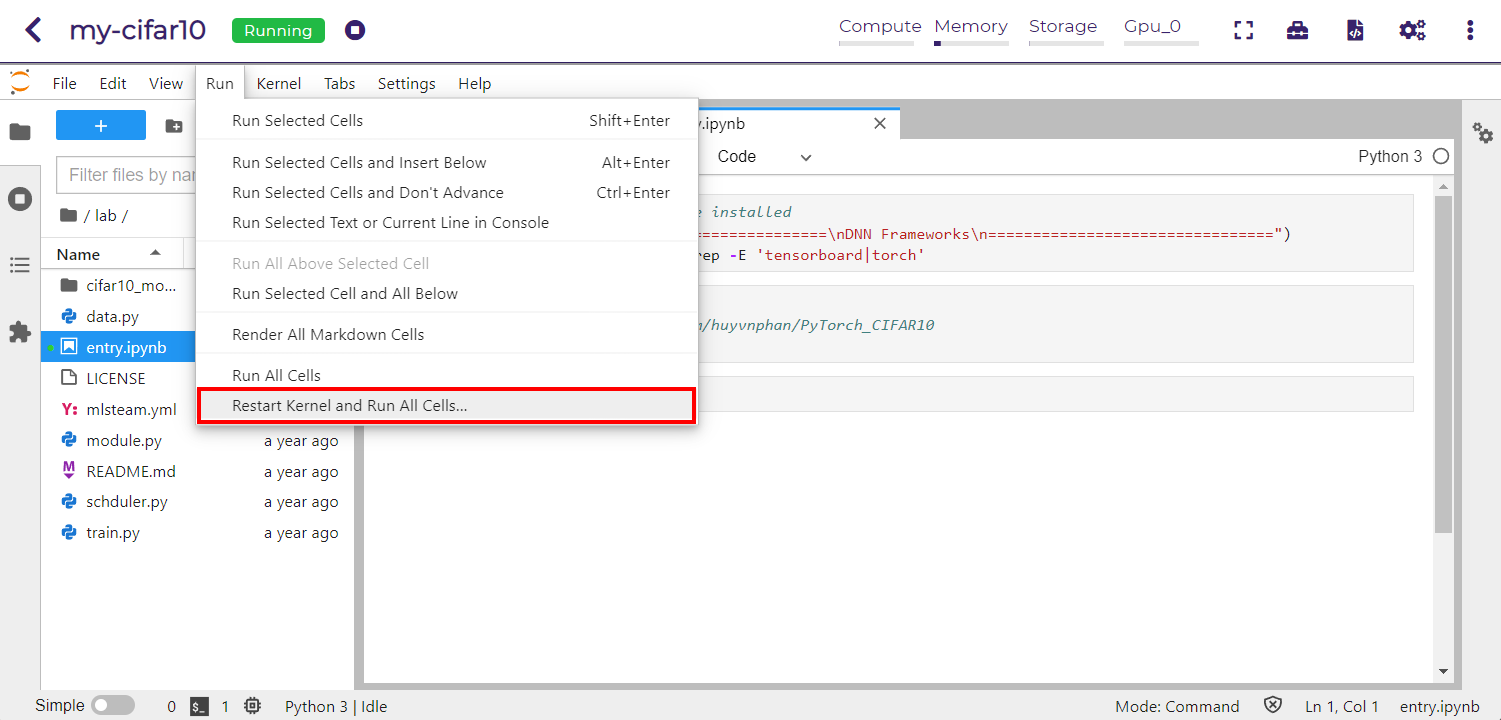 my-cifar10
Running
Compute
Memory
Storage
Gpu_0
File Edit View Run Kernel Tabs Settings Help
Filter files by nar
/ lab /
Name
cifar10_mo...
data.py
entry.ipynb
LICENSE
mlsteam.yml
module.py a year ago
README.md a year ago
schduler.py a year ago
train.py a year ago
Run Selected Cells Shift+Enter
Run Selected Cells and Insert Below Alt+Enter
Run Selected Cells and Don't Advance Ctrl+Enter
Run Selected Text or Current Line in Console
Run All Above Selected Cell
Run Selected Cell and All Below
Render All Markdown Cells
Run All Cells
Restart Kernel and Run All Cells...
.ipynb
Code
Python 3
installed
\nDNN Frameworks\n===============================")
rep -E 'tensorboard|torch'
/huyvnphan/PyTorch_CIFAR10
Simple 0 $_ 1 Python 3 | Idle
Mode: Command Ln 1, Col 1 entry.ipynb